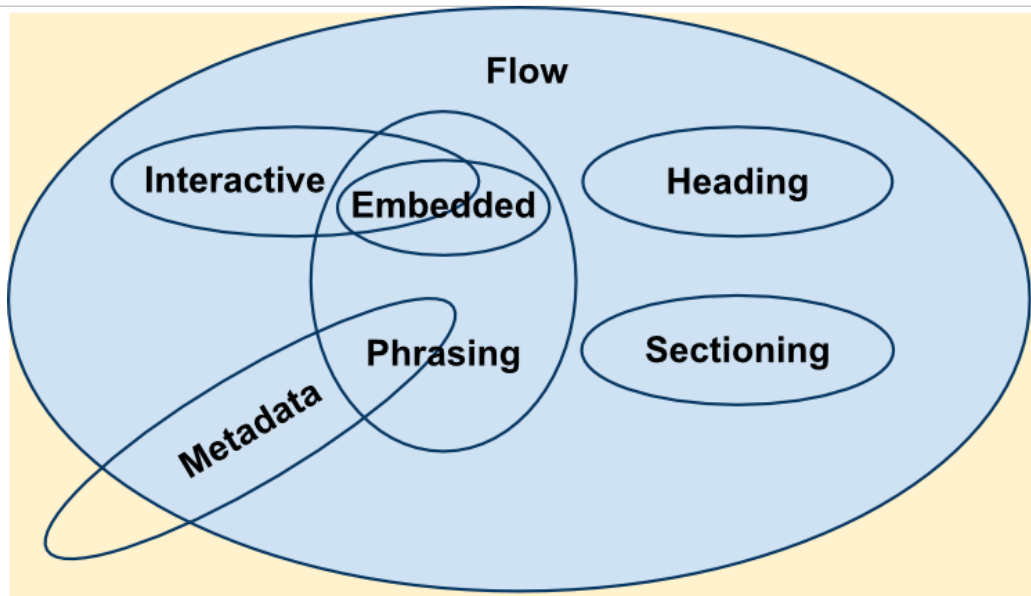 Flow
Interactive
Embedded
Heading
Phrasing
Sectioning
Metadata